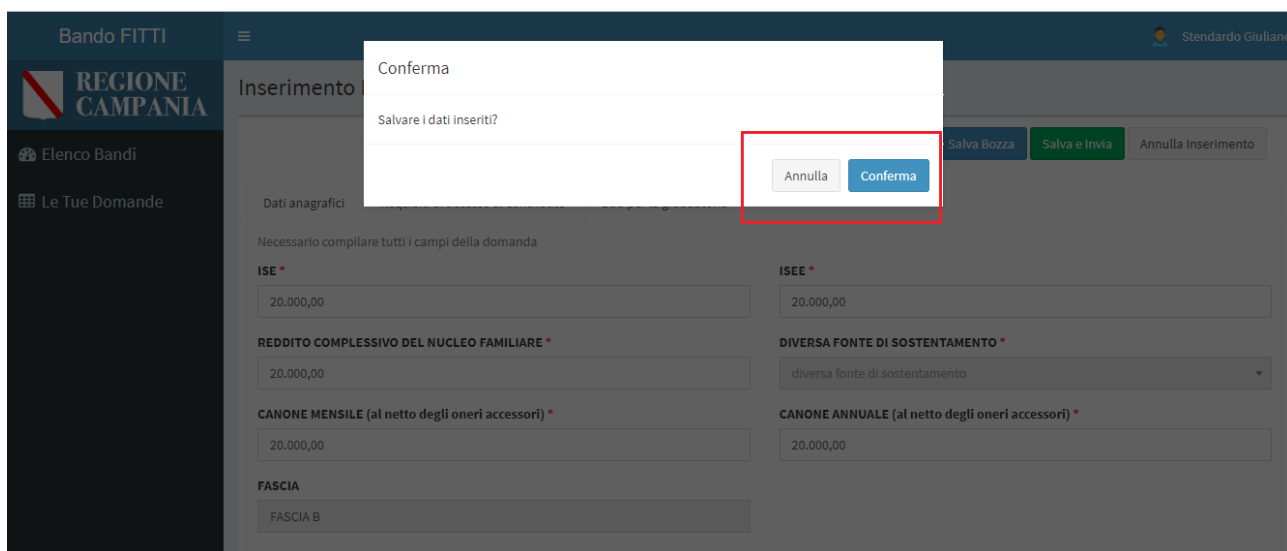 Bando FITTI
Stendardo Giuliano
REGIONE
CAMPANIA
Elenco Bandi
Le Tue Domande
Inserimento
Conferma
Salvare i dati inseriti?
Annulla
Conferma
Salva Bozza
Salva e Invia
Annulla Inserimento
Dati anagrafici
Necessario compilare tutti i campi della domanda
ISE *
20.000,00
ISEE *
20.000,00
REDDITO COMPLESSIVO DEL NUCLEO FAMILIARE *
20.000,00
DIVERSA FONTE DI SOSTENTAMENTO *
diversa fonte di sostentamento
CANONE MENSILE (al netto degli oneri accessori) *
20.000,00
CANONE ANNUALE (al netto degli oneri accessori) *
20.000,00
FASCIA
FASCIA B